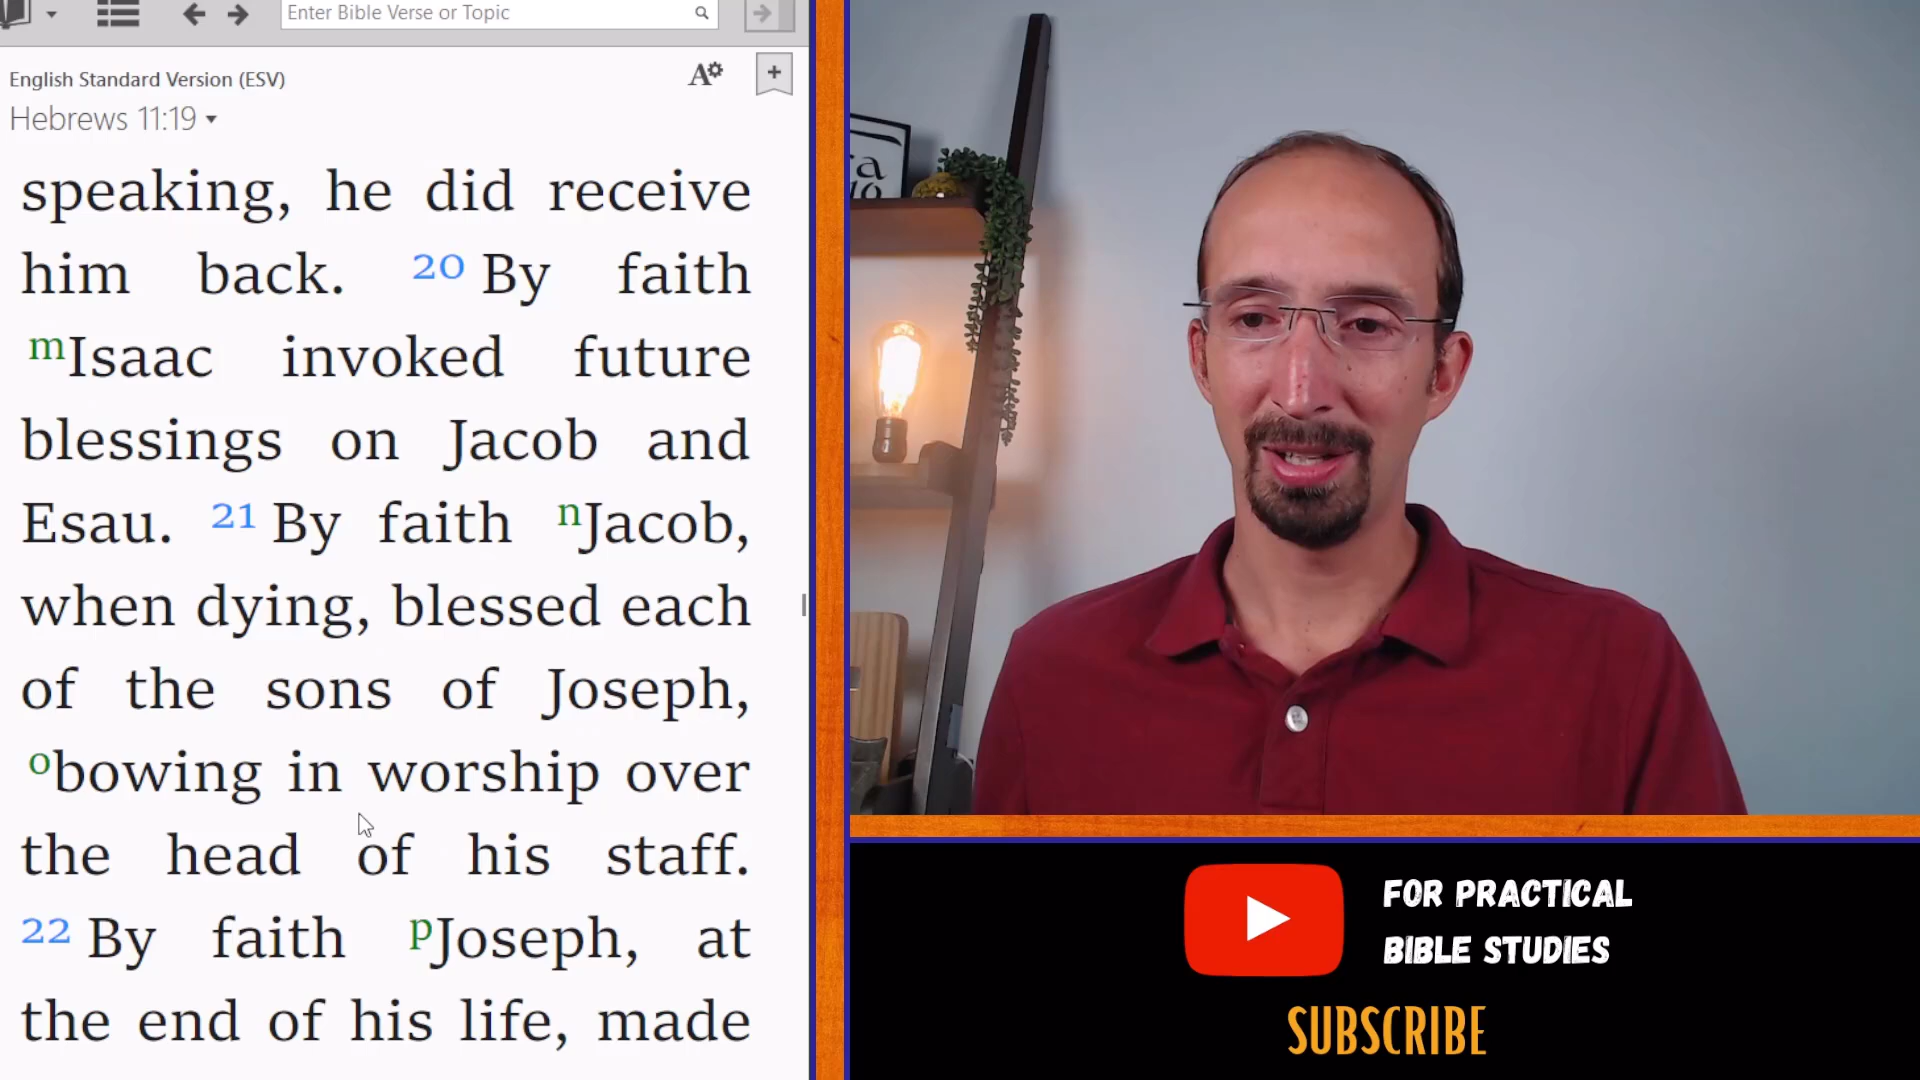 Enter Bible Verse or Topic
English Standard Version (ESV)
Hebrews 11:19
speaking, he did receive
him back. 20 By faith
mIsaac invoked future
blessings on Jacob and
Esau. 21 By faith nJacob,
when dying, blessed each
of the sons of Joseph,
obowing in worship over
the head of his staff.
22 By faith pJoseph, at
the end of his life, made
FOR PRACTICAL
BIBLE STUDIES
SUBSCRIBE